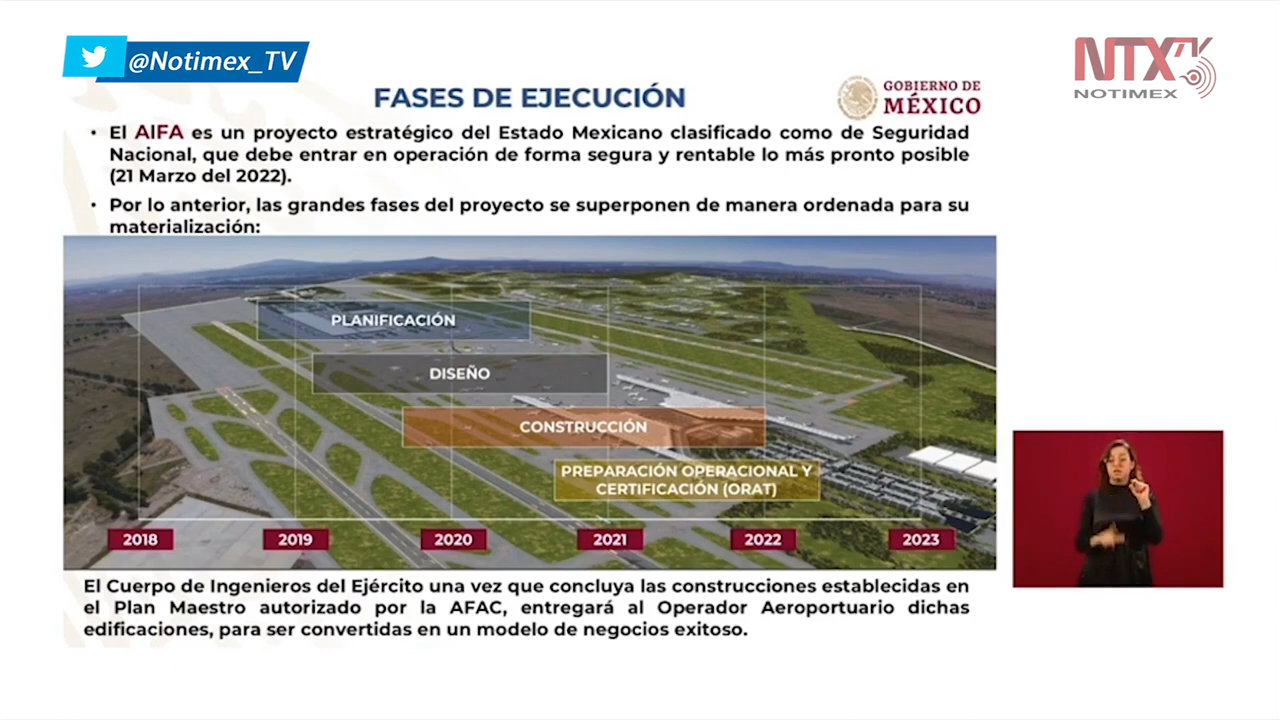 @Notimex_TV
NTX TV
NOTIMEX
FASES DE EJECUCIÓN
GOBIERNO DE
MÉXICO
• El AIFA es un proyecto estratégico del Estado Mexicano clasificado como de Seguridad
Nacional, que debe entrar en operación de forma segura y rentable lo más pronto posible
(21 Marzo del 2022).
• Por lo anterior, las grandes fases del proyecto se superponen de manera ordenada para su
materialización:
PLANIFICACIÓN
DISEÑO
CONSTRUCCIÓN
PREPARACIÓN OPERACIONAL Y
CERTIFICACIÓN (ORAT)
2018 2019 2020 2021 2022 2023
El Cuerpo de Ingenieros del Ejército una vez que concluya las construcciones establecidas en
el Plan Maestro autorizado por la AFAC, entregará al Operador Aeroportuario dichas
edificaciones, para ser convertidas en un modelo de negocios exitoso.